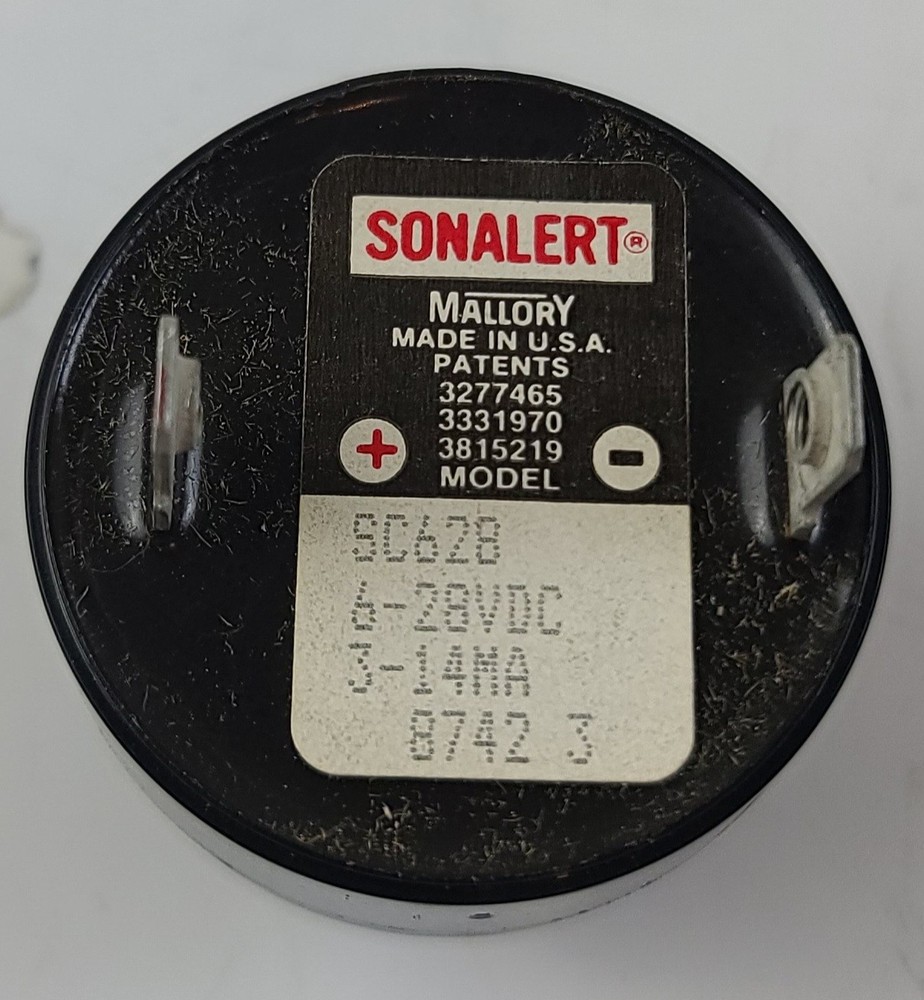 SONALERT®
MALLORY
MADE IN U.S.A.
PATENTS
3277465
3331970
3815219
+ -
MODEL
SC628
6-28VDC
3-14MA
8742 3